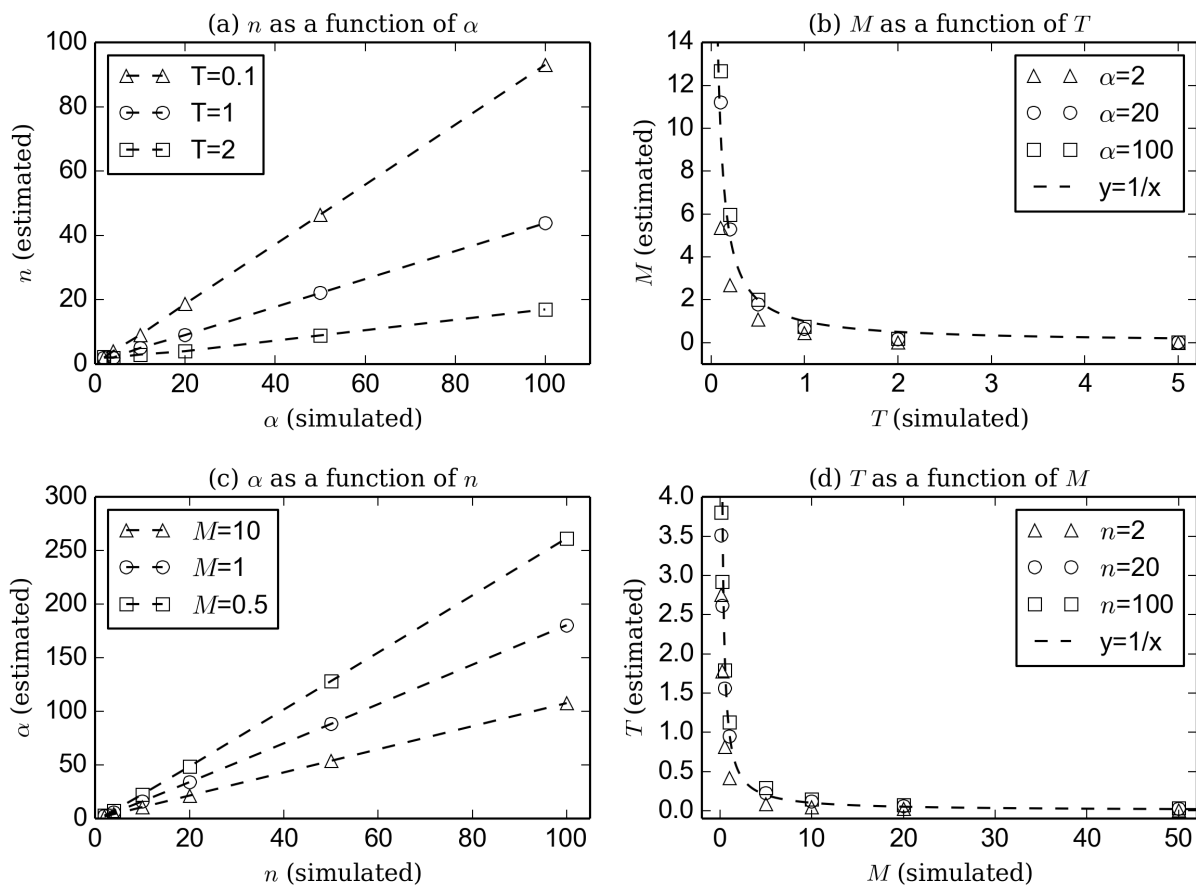 (a) n as a function of α
100
80
60
40
20
0
0 20 40 60 80 100
n (estimated)
α (simulated)
T=0.1
T=1
T=2
(b) M as a function of T
14
12
10
8
6
4
2
0
0 1 2 3 4 5
M (estimated)
T (simulated)
α=2
α=20
α=100
y=1/x
(c) α as a function of n
300
250
200
150
100
50
0
0 20 40 60 80 100
α (estimated)
n (simulated)
M=10
M=1
M=0.5
(d) T as a function of M
4.0
3.5
3.0
2.5
2.0
1.5
1.0
0.5
0.0
0 10 20 30 40 50
T (estimated)
M (simulated)
n=2
n=20
n=100
y=1/x